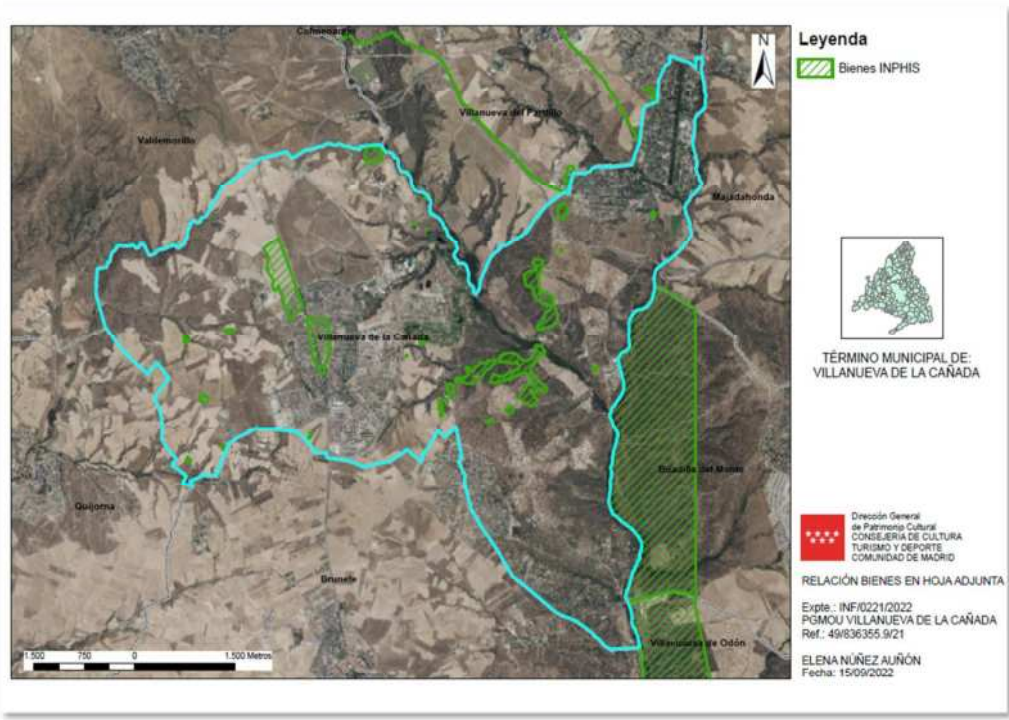 Colmenarejo
Villanueva del Pardillo
Valdemorillo
Majadahonda
Villanueva de la Cañada
Boadilla del Monte
Quijorna
Brunete
Villaviciosa de Odón
1.500 750 0 1.500 Metros
N
Leyenda
Bienes INPHIS
TÉRMINO MUNICIPAL DE:
VILLANUEVA DE LA CAÑADA
Dirección General
de Patrimonio Cultural
CONSEJERÍA DE CULTURA
TURISMO Y DEPORTE
COMUNIDAD DE MADRID
RELACIÓN BIENES EN HOJA ADJUNTA
Expte.: INF/0221/2022
PGMOU VILLANUEVA DE LA CAÑADA
Ref.: 49/836355.9/21
ELENA NÚÑEZ AUÑÓN
Fecha: 15/09/2022